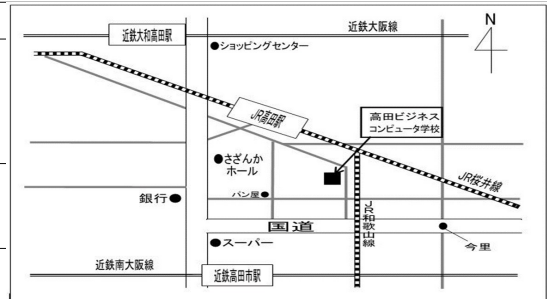 近鉄大和高田駅
近鉄大阪線
N
ショッピングセンター
JR高田駅
高田ビジネス
コンピュータ学校
さざんか
ホール
パン屋
銀行
JR桜井線
JR和歌山線
国道
スーパー
今里
近鉄南大阪線
近鉄高田市駅